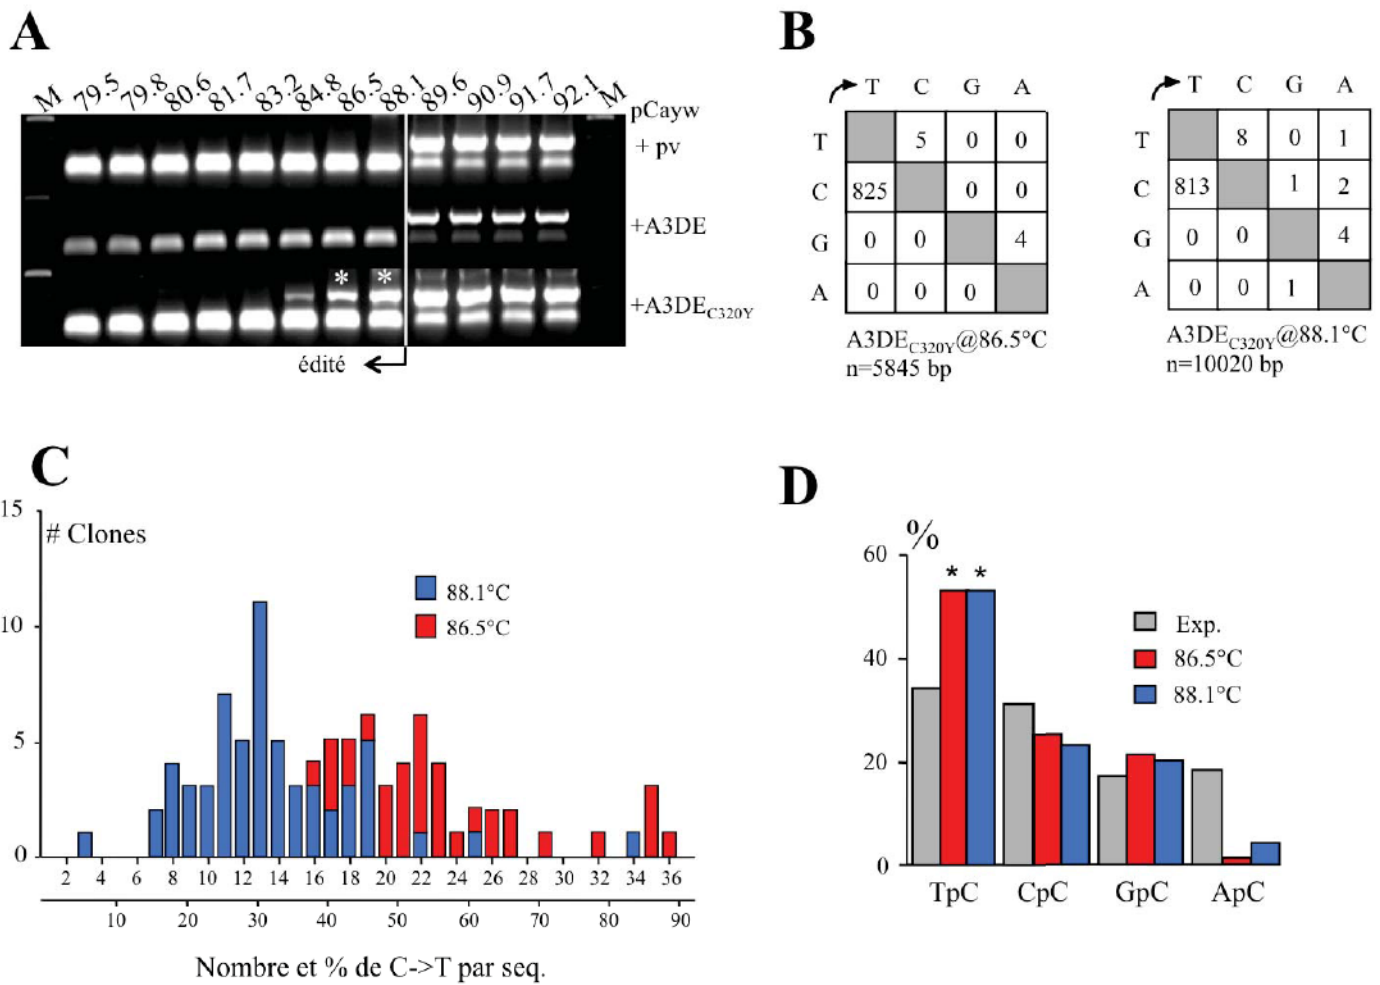 A
M 79.5 79.8 80.6 81.7 83.2 84.8 86.5 88.1 89.6 90.9 91.7 92.1 M
pCayw
+ pv
+A3DE
* *
+A3DE_C320Y
édité
B
T C G A
T 5 0 0
C 825 0 0
G 0 0 4
A 0 0 0
A3DE_C320Y@86.5°C
n=5845 bp
T C G A
T 8 0 1
C 813 1 2
G 0 0 4
A 0 0 1
A3DE_C320Y@88.1°C
n=10020 bp
C
# Clones
15
10
5
0
88.1°C
86.5°C
2 4 6 8 10 12 14 16 18 20 22 24 26 28 30 32 34 36
10 20 30 40 50 60 70 80 90
Nombre et % de C->T par seq.
D
%
60
40
20
0
* *
Exp.
86.5°C
88.1°C
TpC CpC GpC ApC